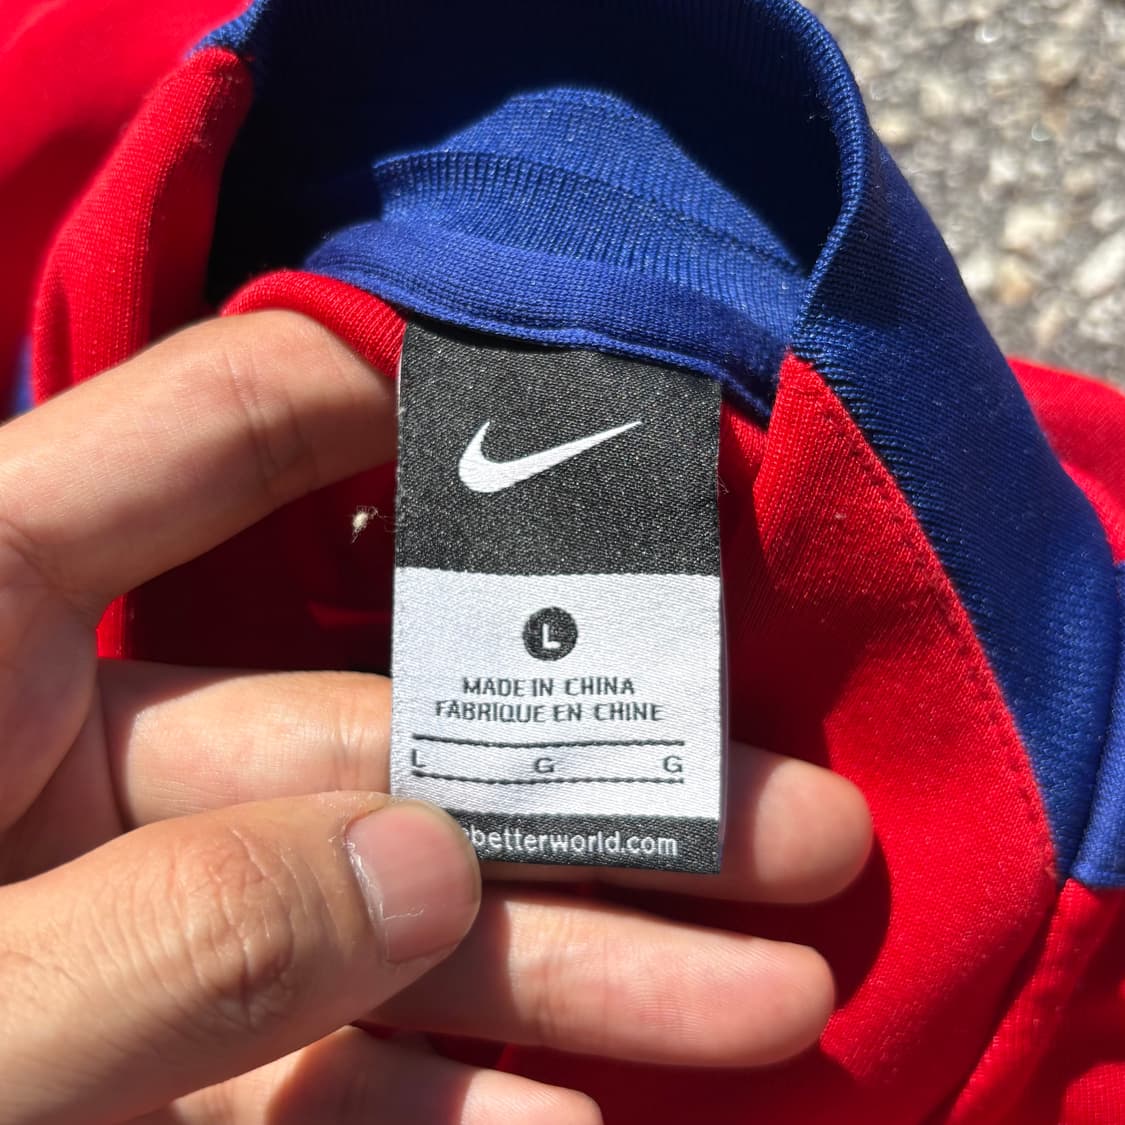 L
MADE IN CHINA
FABRIQUE EN CHINE
L G G